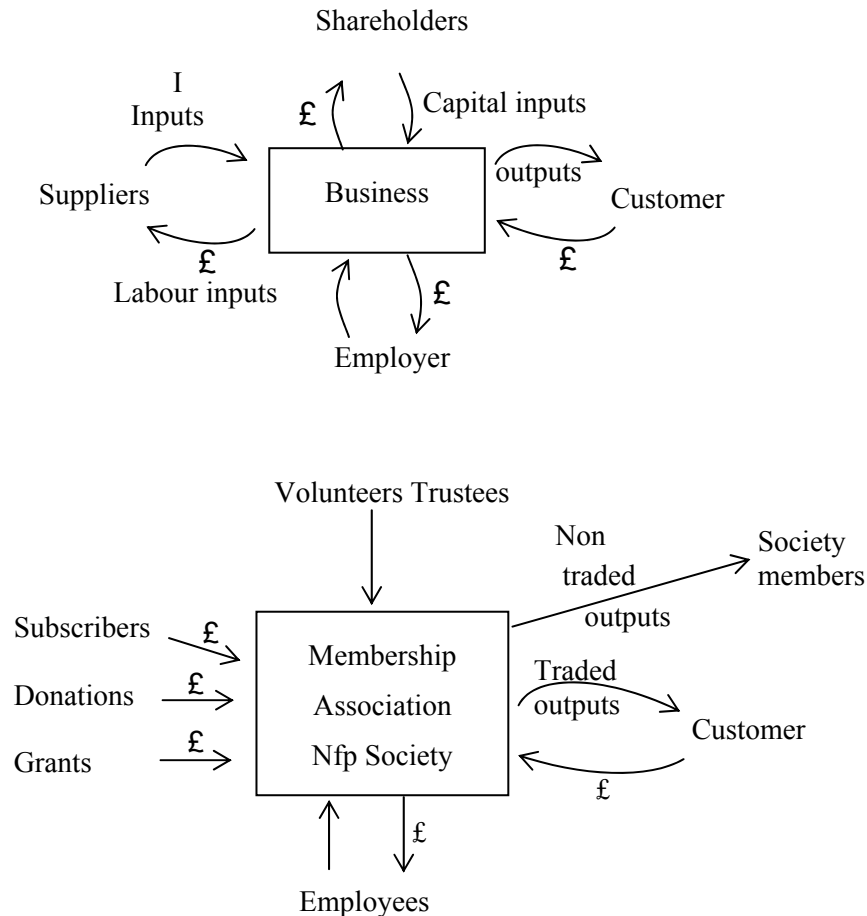 Shareholders
I
Inputs
£
Capital inputs
outputs
Suppliers
Business
Customer
£
£
£
Labour inputs
Employer
Volunteers Trustees
Non
traded
outputs
Society
members
Subscribers
£
Membership
Donations
£
Association
Traded
outputs
Customer
Grants
£
Nfp Society
£
£
Employees